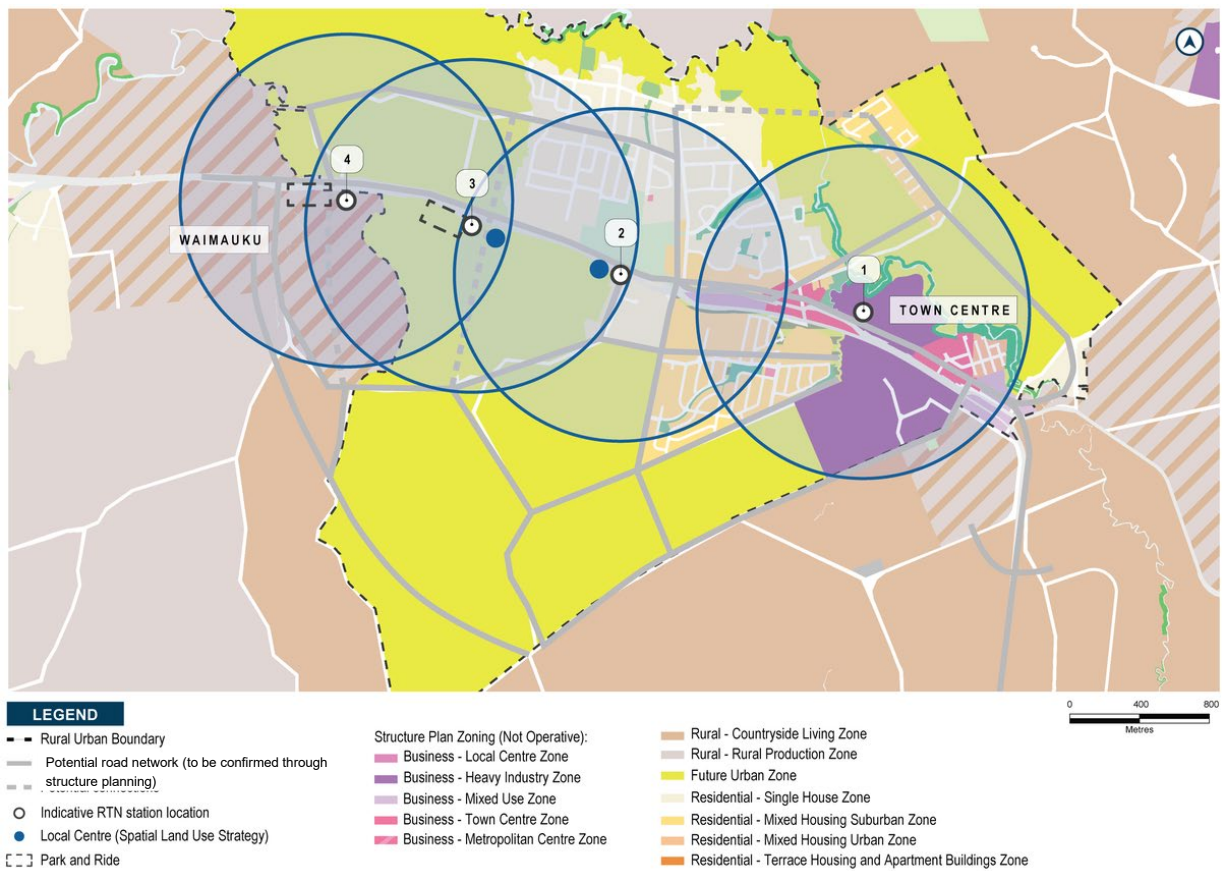 4
3
2
1
WAIMAUKU
TOWN CENTRE
LEGEND
Rural Urban Boundary
Potential road network (to be confirmed through
structure planning)
Indicative RTN station location
Local Centre (Spatial Land Use Strategy)
Park and Ride
Structure Plan Zoning (Not Operative):
Business - Local Centre Zone
Business - Heavy Industry Zone
Business - Mixed Use Zone
Business - Town Centre Zone
Business - Metropolitan Centre Zone
Rural - Countryside Living Zone
Rural - Rural Production Zone
Future Urban Zone
Residential - Single House Zone
Residential - Mixed Housing Suburban Zone
Residential - Mixed Housing Urban Zone
Residential - Terrace Housing and Apartment Buildings Zone
0 400 800
Metres